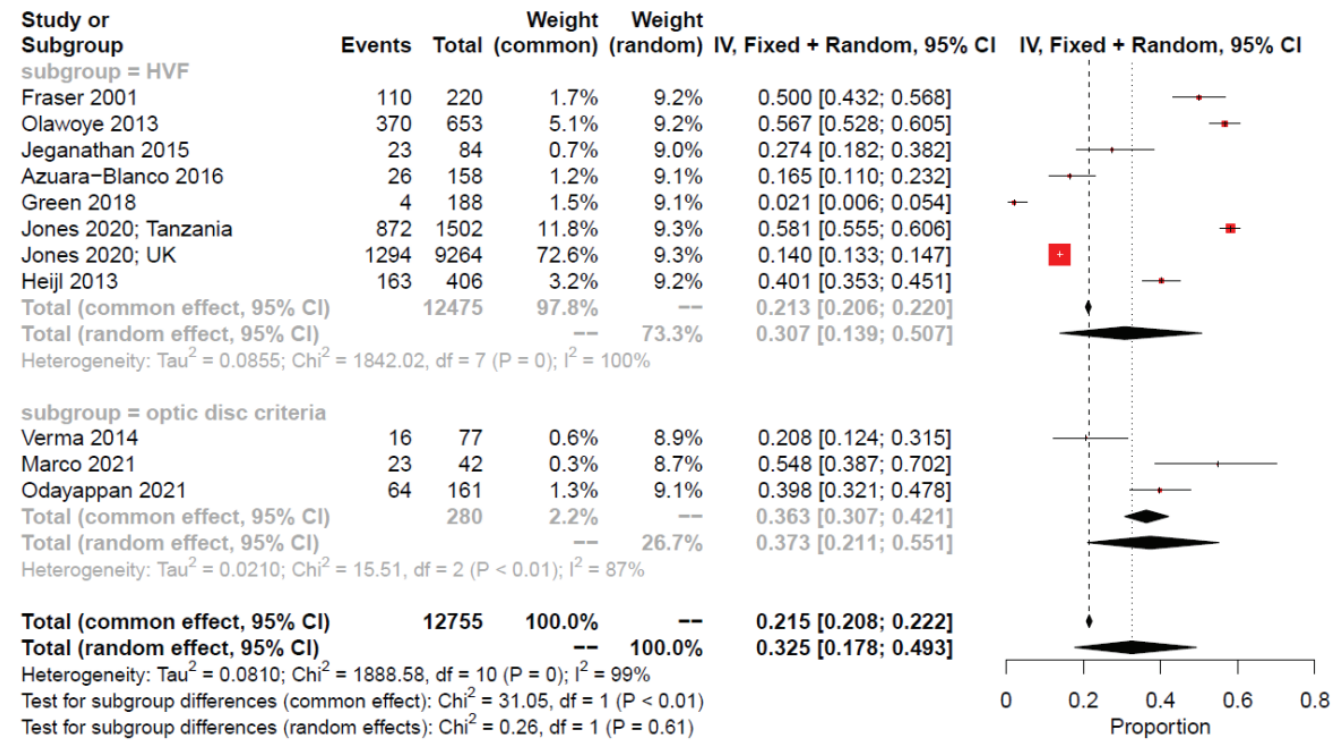 Study or Weight Weight
Subgroup Events Total (common) (random) IV, Fixed + Random, 95% CI IV, Fixed + Random, 95% CI
subgroup = HVF
Fraser 2001 110 220 1.7% 9.2% 0.500 [0.432; 0.568]
Olawoye 2013 370 653 5.1% 9.2% 0.567 [0.528; 0.605]
Jeganathan 2015 23 84 0.7% 9.0% 0.274 [0.182; 0.382]
Azuara−Blanco 2016 26 158 1.2% 9.1% 0.165 [0.110; 0.232]
Green 2018 4 188 1.5% 9.1% 0.021 [0.006; 0.054]
Jones 2020; Tanzania 872 1502 11.8% 9.3% 0.581 [0.555; 0.606]
Jones 2020; UK 1294 9264 72.6% 9.3% 0.140 [0.133; 0.147]
Heijl 2013 163 406 3.2% 9.2% 0.401 [0.353; 0.451]
Total (common effect, 95% CI) 12475 97.8% −− 0.213 [0.206; 0.220]
Total (random effect, 95% CI) −− 73.3% 0.307 [0.139; 0.507]
Heterogeneity: Tau² = 0.0855; Chi² = 1842.02, df = 7 (P = 0); I² = 100%
subgroup = optic disc criteria
Verma 2014 16 77 0.6% 8.9% 0.208 [0.124; 0.315]
Marco 2021 23 42 0.3% 8.7% 0.548 [0.387; 0.702]
Odayappan 2021 64 161 1.3% 9.1% 0.398 [0.321; 0.478]
Total (common effect, 95% CI) 280 2.2% −− 0.363 [0.307; 0.421]
Total (random effect, 95% CI) −− 26.7% 0.373 [0.211; 0.551]
Heterogeneity: Tau² = 0.0210; Chi² = 15.51, df = 2 (P < 0.01); I² = 87%
Total (common effect, 95% CI) 12755 100.0% −− 0.215 [0.208; 0.222]
Total (random effect, 95% CI) −− 100.0% 0.325 [0.178; 0.493]
Heterogeneity: Tau² = 0.0810; Chi² = 1888.58, df = 10 (P = 0); I² = 99%
Test for subgroup differences (common effect): Chi² = 31.05, df = 1 (P < 0.01)
Test for subgroup differences (random effects): Chi² = 0.26, df = 1 (P = 0.61)
0 0.2 0.4 0.6 0.8
Proportion